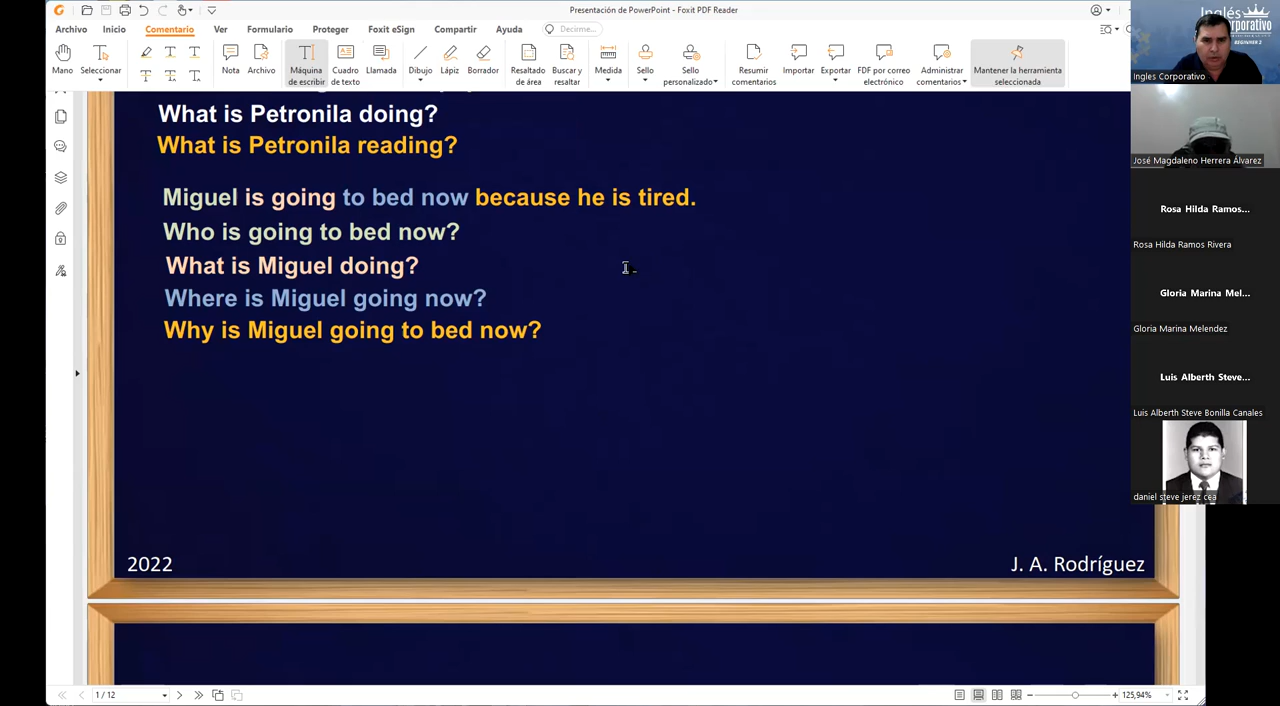 Presentación de PowerPoint - Foxit PDF Reader
Archivo Inicio Comentario Ver Formulario Proteger Foxit eSign Compartir Ayuda Decirme...
Mano Seleccionar Nota Archivo Máquina de escribir Cuadro de texto Llamada Dibujo Lápiz Borrador Resaltado de área Buscar y resaltar Medida Sello Sello personalizado Resumir comentarios Importar Exportar PDF por correo electrónico Administrar comentarios Mantener la herramienta seleccionada
What is Petronila doing?
What is Petronila reading?
Miguel is going to bed now because he is tired.
Who is going to bed now?
What is Miguel doing?
Where is Miguel going now?
Why is Miguel going to bed now?
2022
J. A. Rodríguez
1 / 12
125,94%
Inglés
Corporativo
BEGINNER 2
Ingles Corporativo
José Magdaleno Herrera Álvarez
Rosa Hilda Ramos...
Rosa Hilda Ramos Rivera
Gloria Marina Mel...
Gloria Marina Melendez
Luis Alberth Steve...
Luis Alberth Steve Bonilla Canales
daniel steve jerez cea